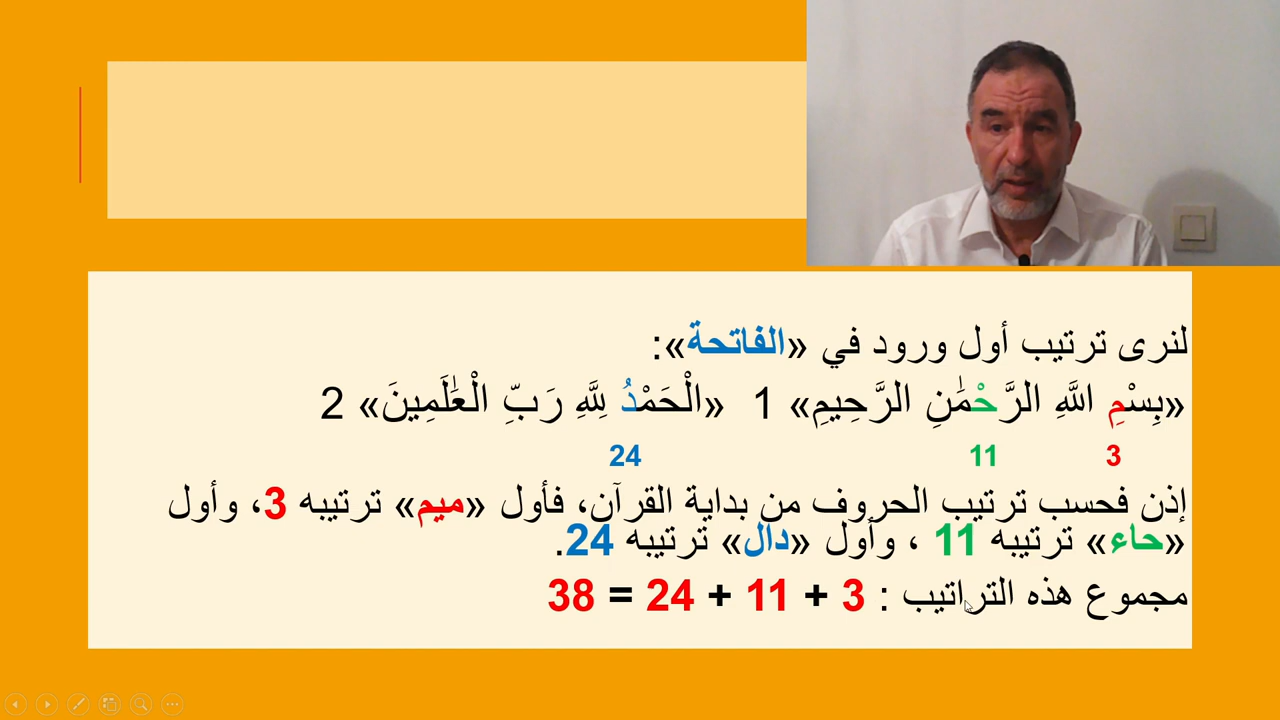 لنرى ترتيب أول ورود في «الفاتحة»:
«بِسْمِ اللَّهِ الرَّحْمَٰنِ الرَّحِيمِ» 1 «الْحَمْدُ لِلَّهِ رَبِّ الْعَٰلَمِينَ» 2
3 11 24
إذن فحسب ترتيب الحروف من بداية القرآن، فأول «ميم» ترتيبه 3، وأول
«حاء» ترتيبه 11 ، وأول «دال» ترتيبه 24.
مجموع هذه التراتيب : 3 + 11 + 24 = 38